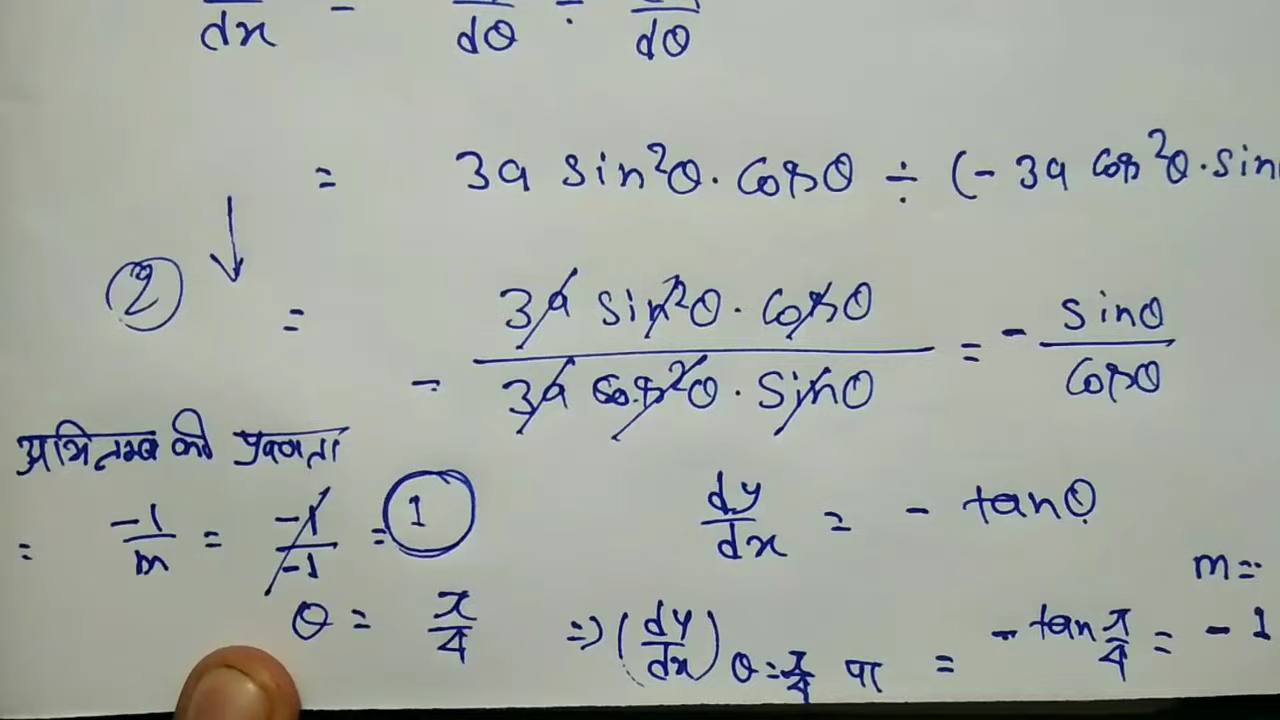 dx = dθ ÷ dθ
= 3a sin²θ. cosθ ÷ (- 3a cos²θ.sin
② = 3a sin²θ. cosθ / - 3a cos²θ. sinθ = - sinθ / cosθ
अभिलम्ब की प्रवणता
= -1/m = -1/-1 = 1
dy/dx = - tanθ
m =
θ = π/4 ⇒ (dy/dx) θ=π/4 पर = - tan π/4 = - 1